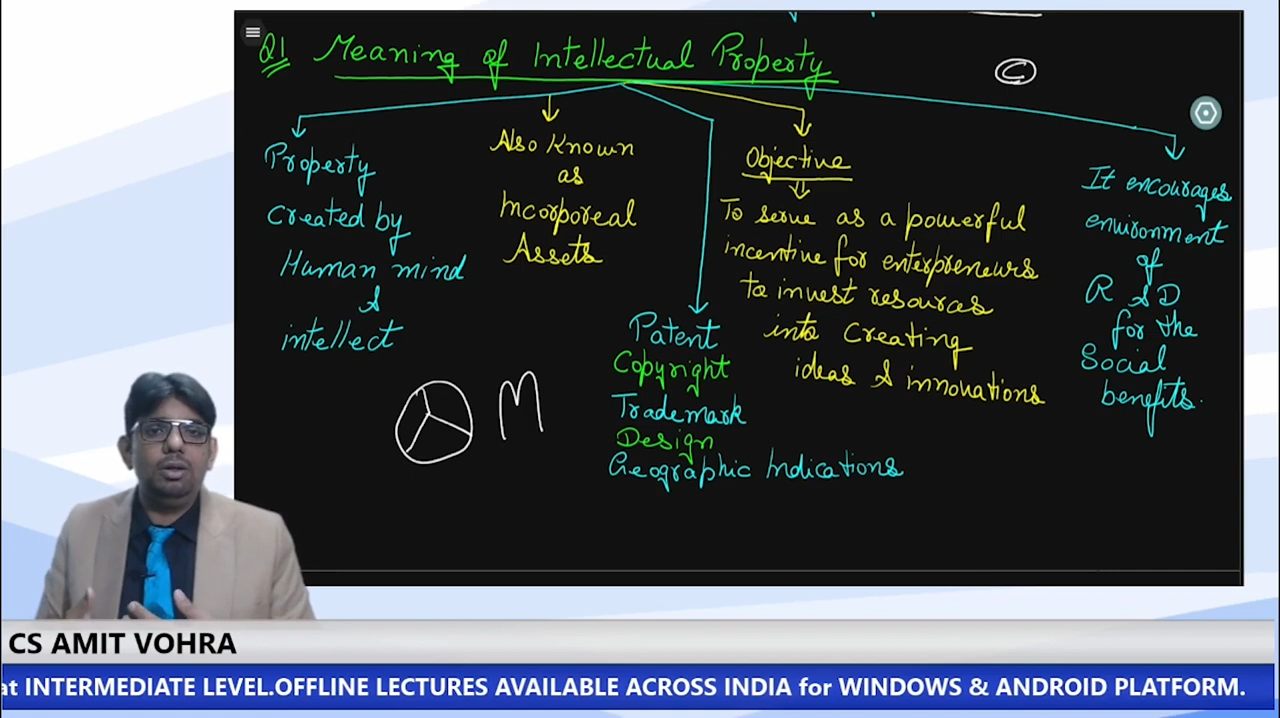 Q1 Meaning of Intellectual Property
C
Property
created by
Human mind
&
intellect
Also Known
as
Incorporeal
Assets
Patent
Copyright
Trademark
Design
Geographic Indications
Objective
To serve as a powerful
incentive for enterpreneurs
to invest resources
into Creating
ideas & innovations
It encourages
environment
of
R & D
for the
Social
benefits.
M
CS AMIT VOHRA
at INTERMEDIATE LEVEL.OFFLINE LECTURES AVAILABLE ACROSS INDIA for WINDOWS & ANDROID PLATFORM.